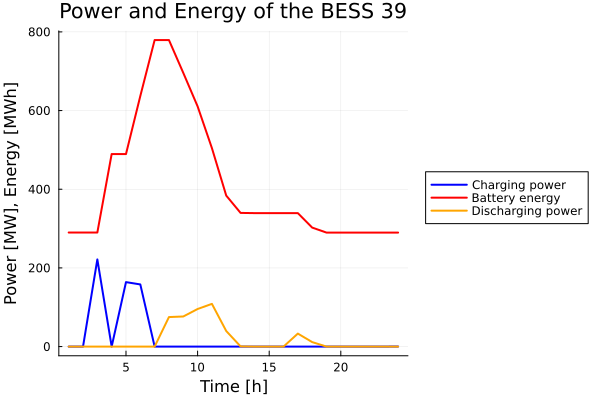 Power and Energy of the BESS 39
Power [MW], Energy [MWh]
800
600
400
200
0
5
10
15
20
Time [h]
Charging power
Battery energy
Discharging power